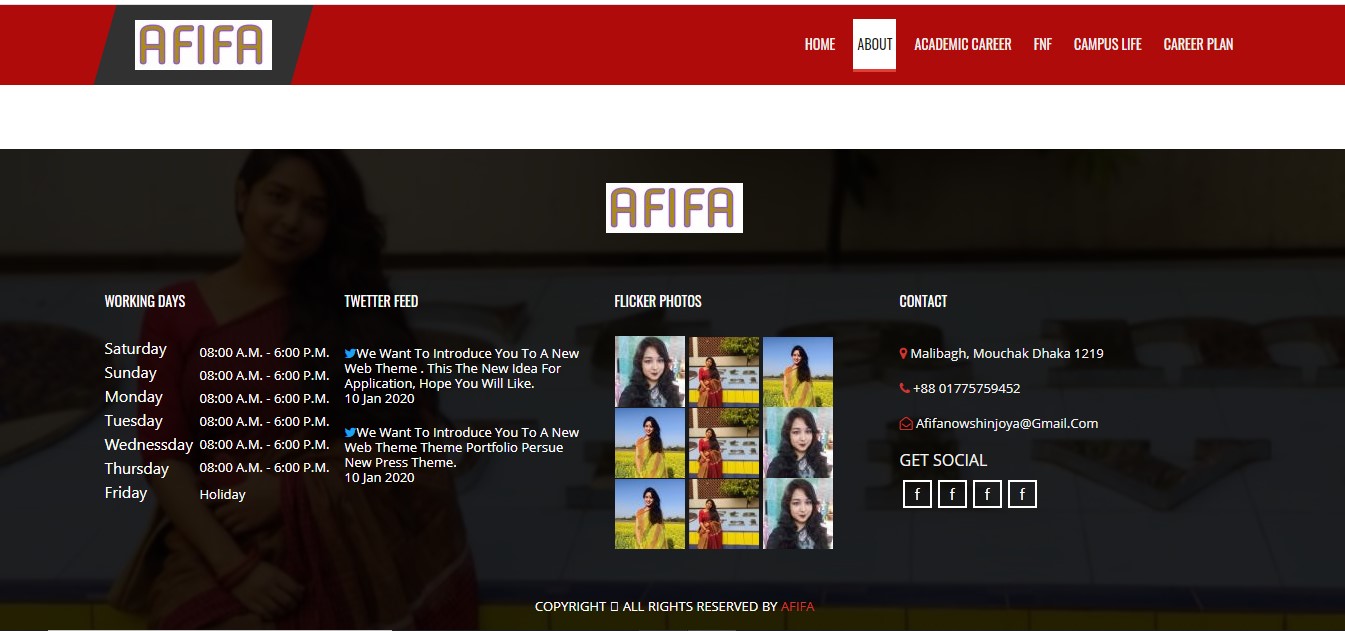 AFIFA
HOME ABOUT ACADEMIC CAREER FNF CAMPUS LIFE CAREER PLAN
AFIFA
WORKING DAYS
Saturday 08:00 A.M. - 6:00 P.M.
Sunday 08:00 A.M. - 6:00 P.M.
Monday 08:00 A.M. - 6:00 P.M.
Tuesday 08:00 A.M. - 6:00 P.M.
Wednessday 08:00 A.M. - 6:00 P.M.
Thursday 08:00 A.M. - 6:00 P.M.
Friday Holiday
TWETTER FEED
We Want To Introduce You To A New
Web Theme . This The New Idea For
Application, Hope You Will Like.
10 Jan 2020
We Want To Introduce You To A New
Web Theme Theme Portfolio Persue
New Press Theme.
10 Jan 2020
FLICKER PHOTOS
CONTACT
Malibagh, Mouchak Dhaka 1219
+88 01775759452
Afifanowshinjoya@Gmail.Com
GET SOCIAL
f f f f
COPYRIGHT ▯ ALL RIGHTS RESERVED BY AFIFA